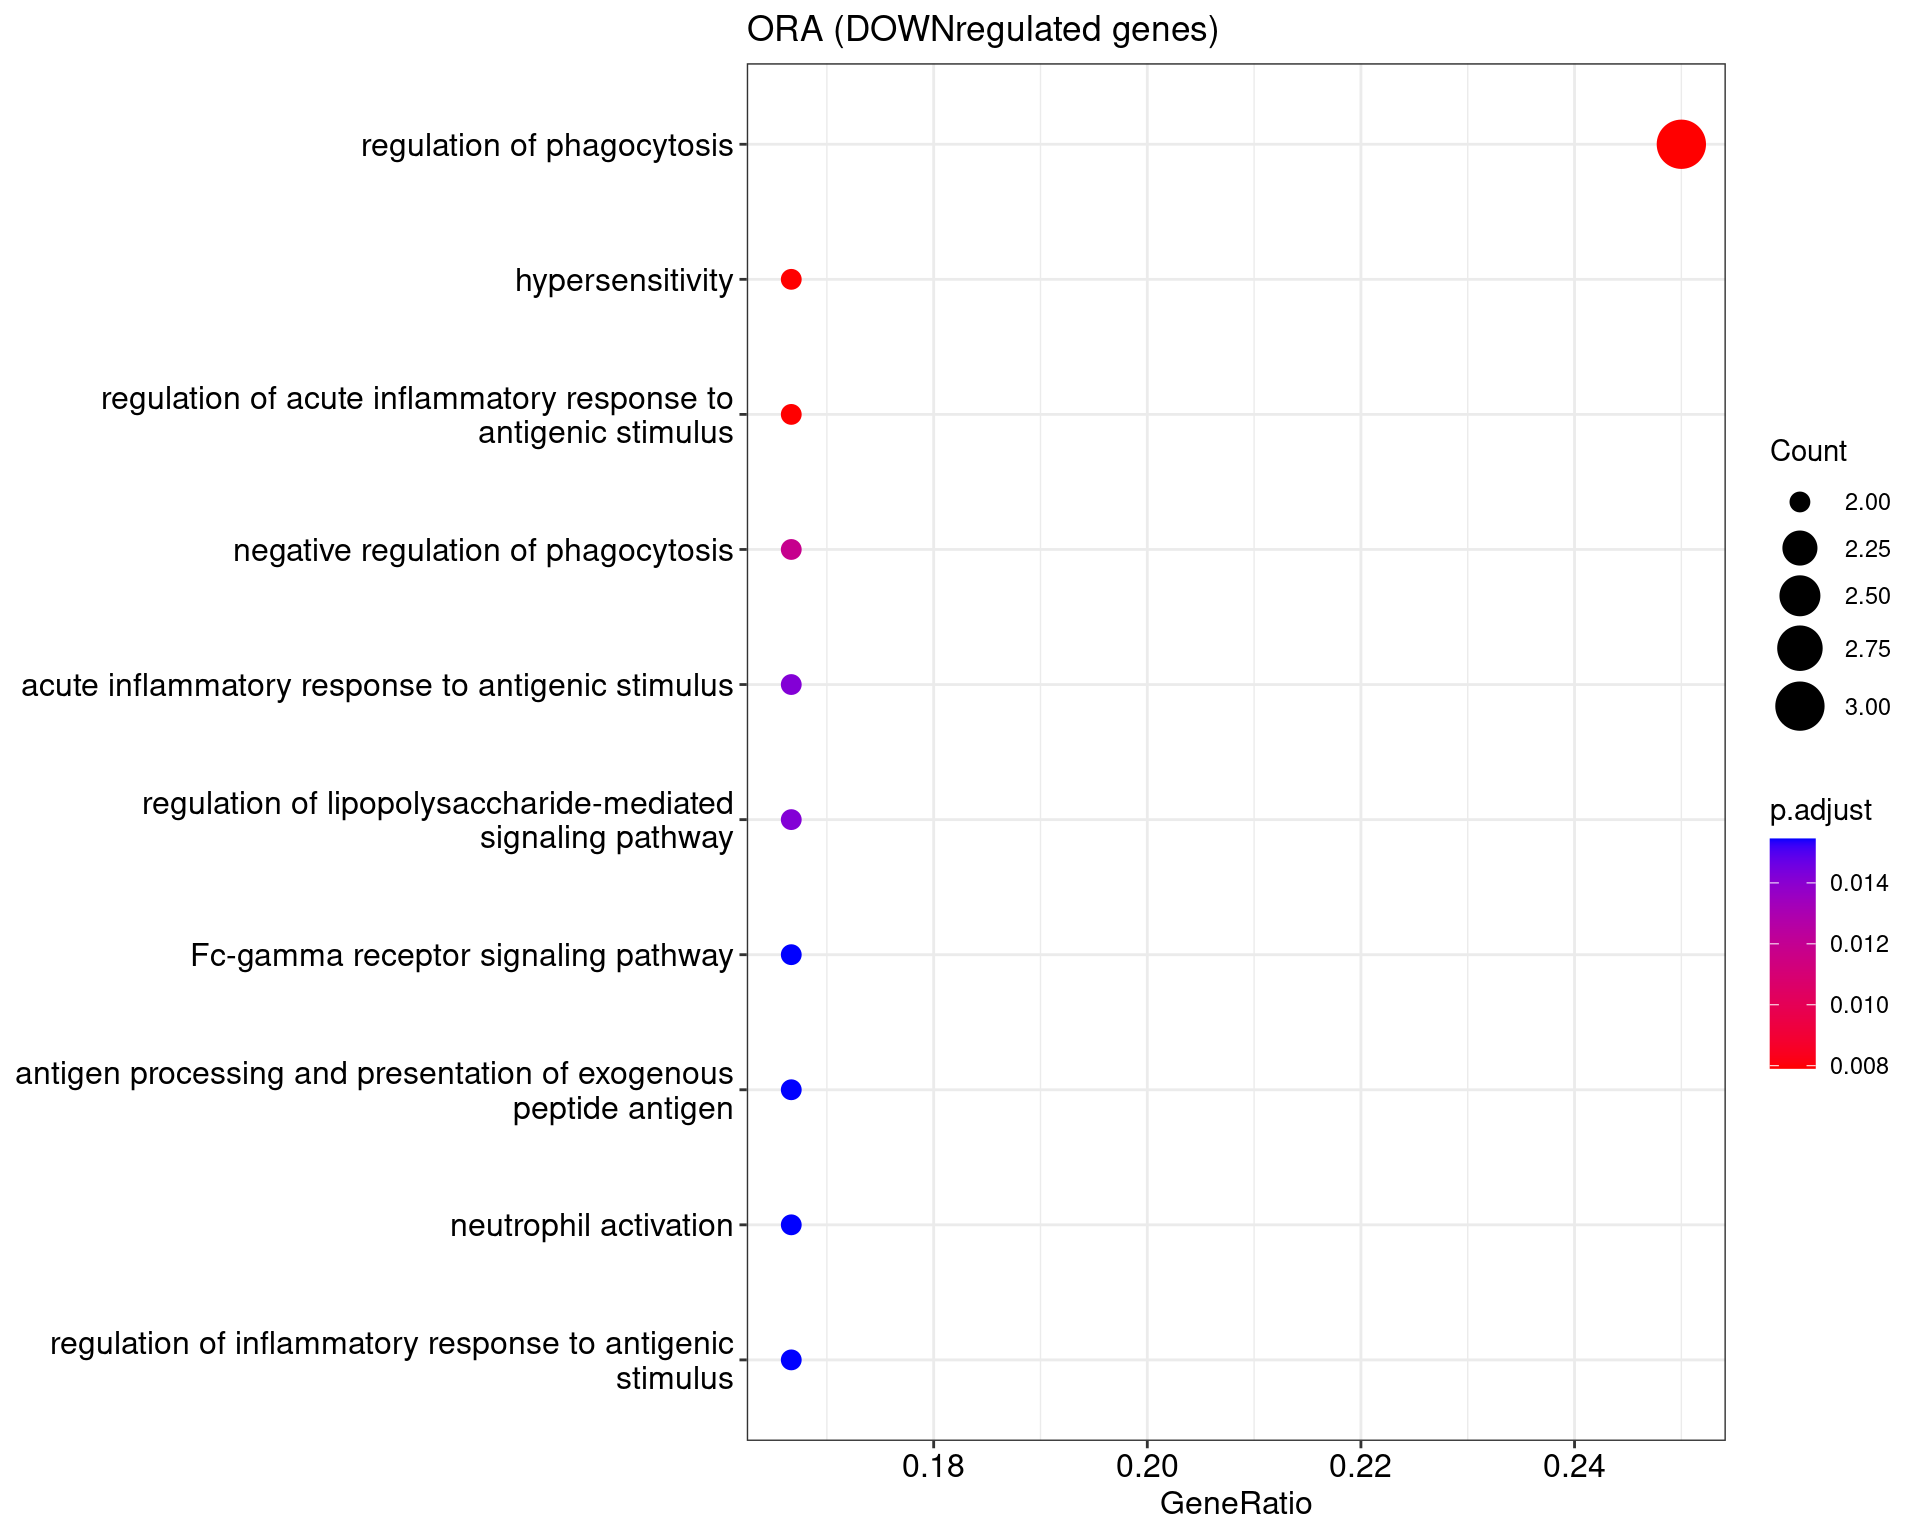 ORA (DOWNregulated genes)
regulation of phagocytosis
hypersensitivity
regulation of acute inflammatory response to
antigenic stimulus
negative regulation of phagocytosis
acute inflammatory response to antigenic stimulus
regulation of lipopolysaccharide-mediated
signaling pathway
Fc-gamma receptor signaling pathway
antigen processing and presentation of exogenous
peptide antigen
neutrophil activation
regulation of inflammatory response to antigenic
stimulus
0.18 0.20 0.22 0.24
GeneRatio
Count
2.00
2.25
2.50
2.75
3.00
p.adjust
0.014
0.012
0.010
0.008